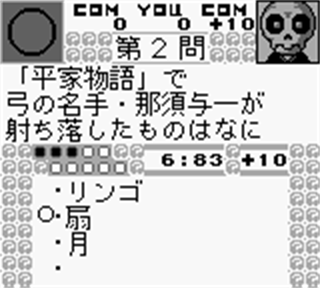 COM YOU COM
0 0 +10
第2問
「平家物語」で
弓の名手・那須与一が
射ち落したものはなに
6:83 +10
・リンゴ
○・扇
・月
・